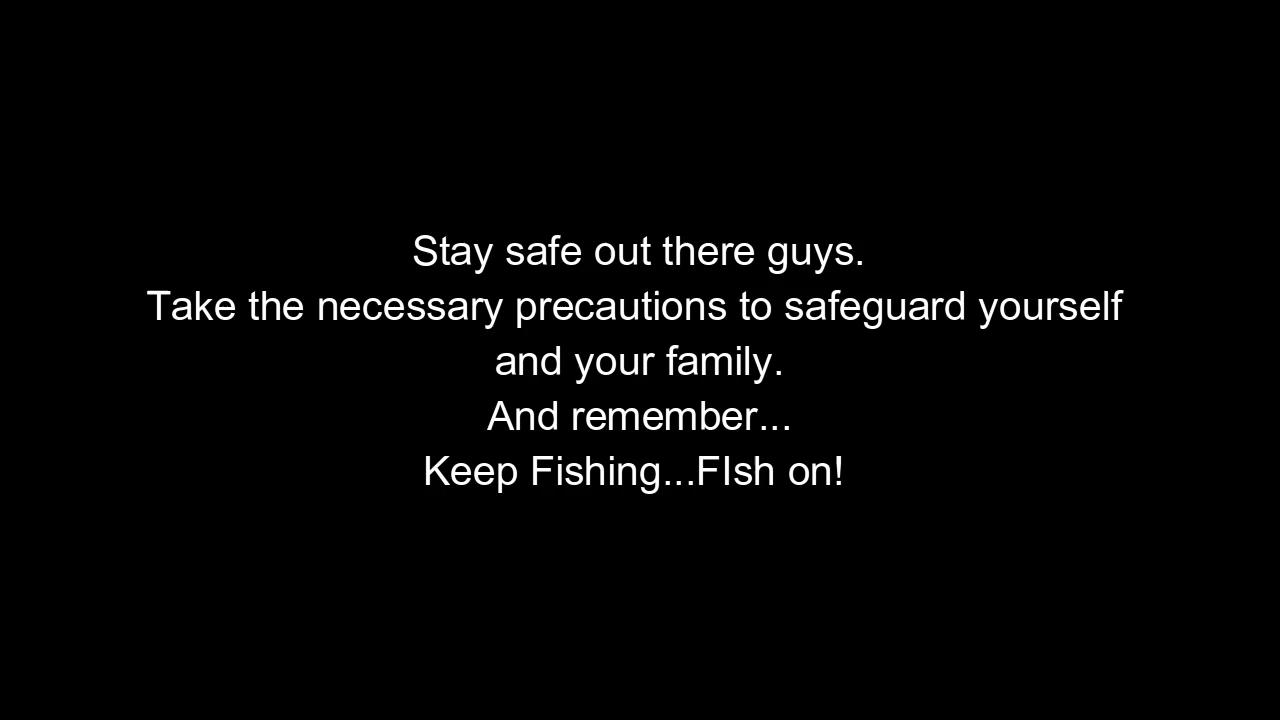 Stay safe out there guys.
Take the necessary precautions to safeguard yourself
and your family.
And remember...
Keep Fishing...FIsh on!